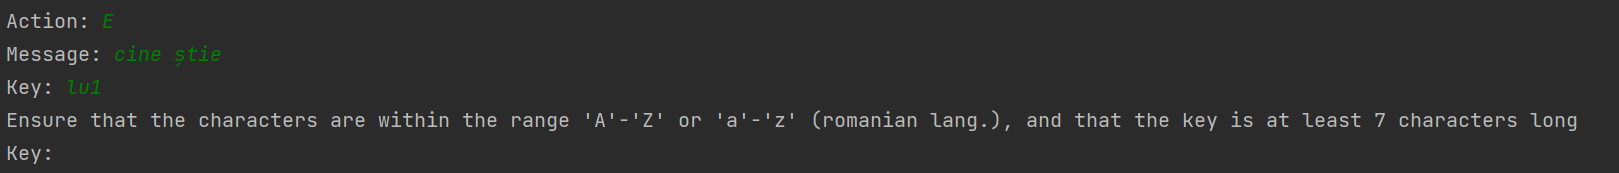 Action: E
Message: cine știe
Key: lu1
Ensure that the characters are within the range 'A'-'Z' or 'a'-'z' (romanian lang.), and that the key is at least 7 characters long
Key: